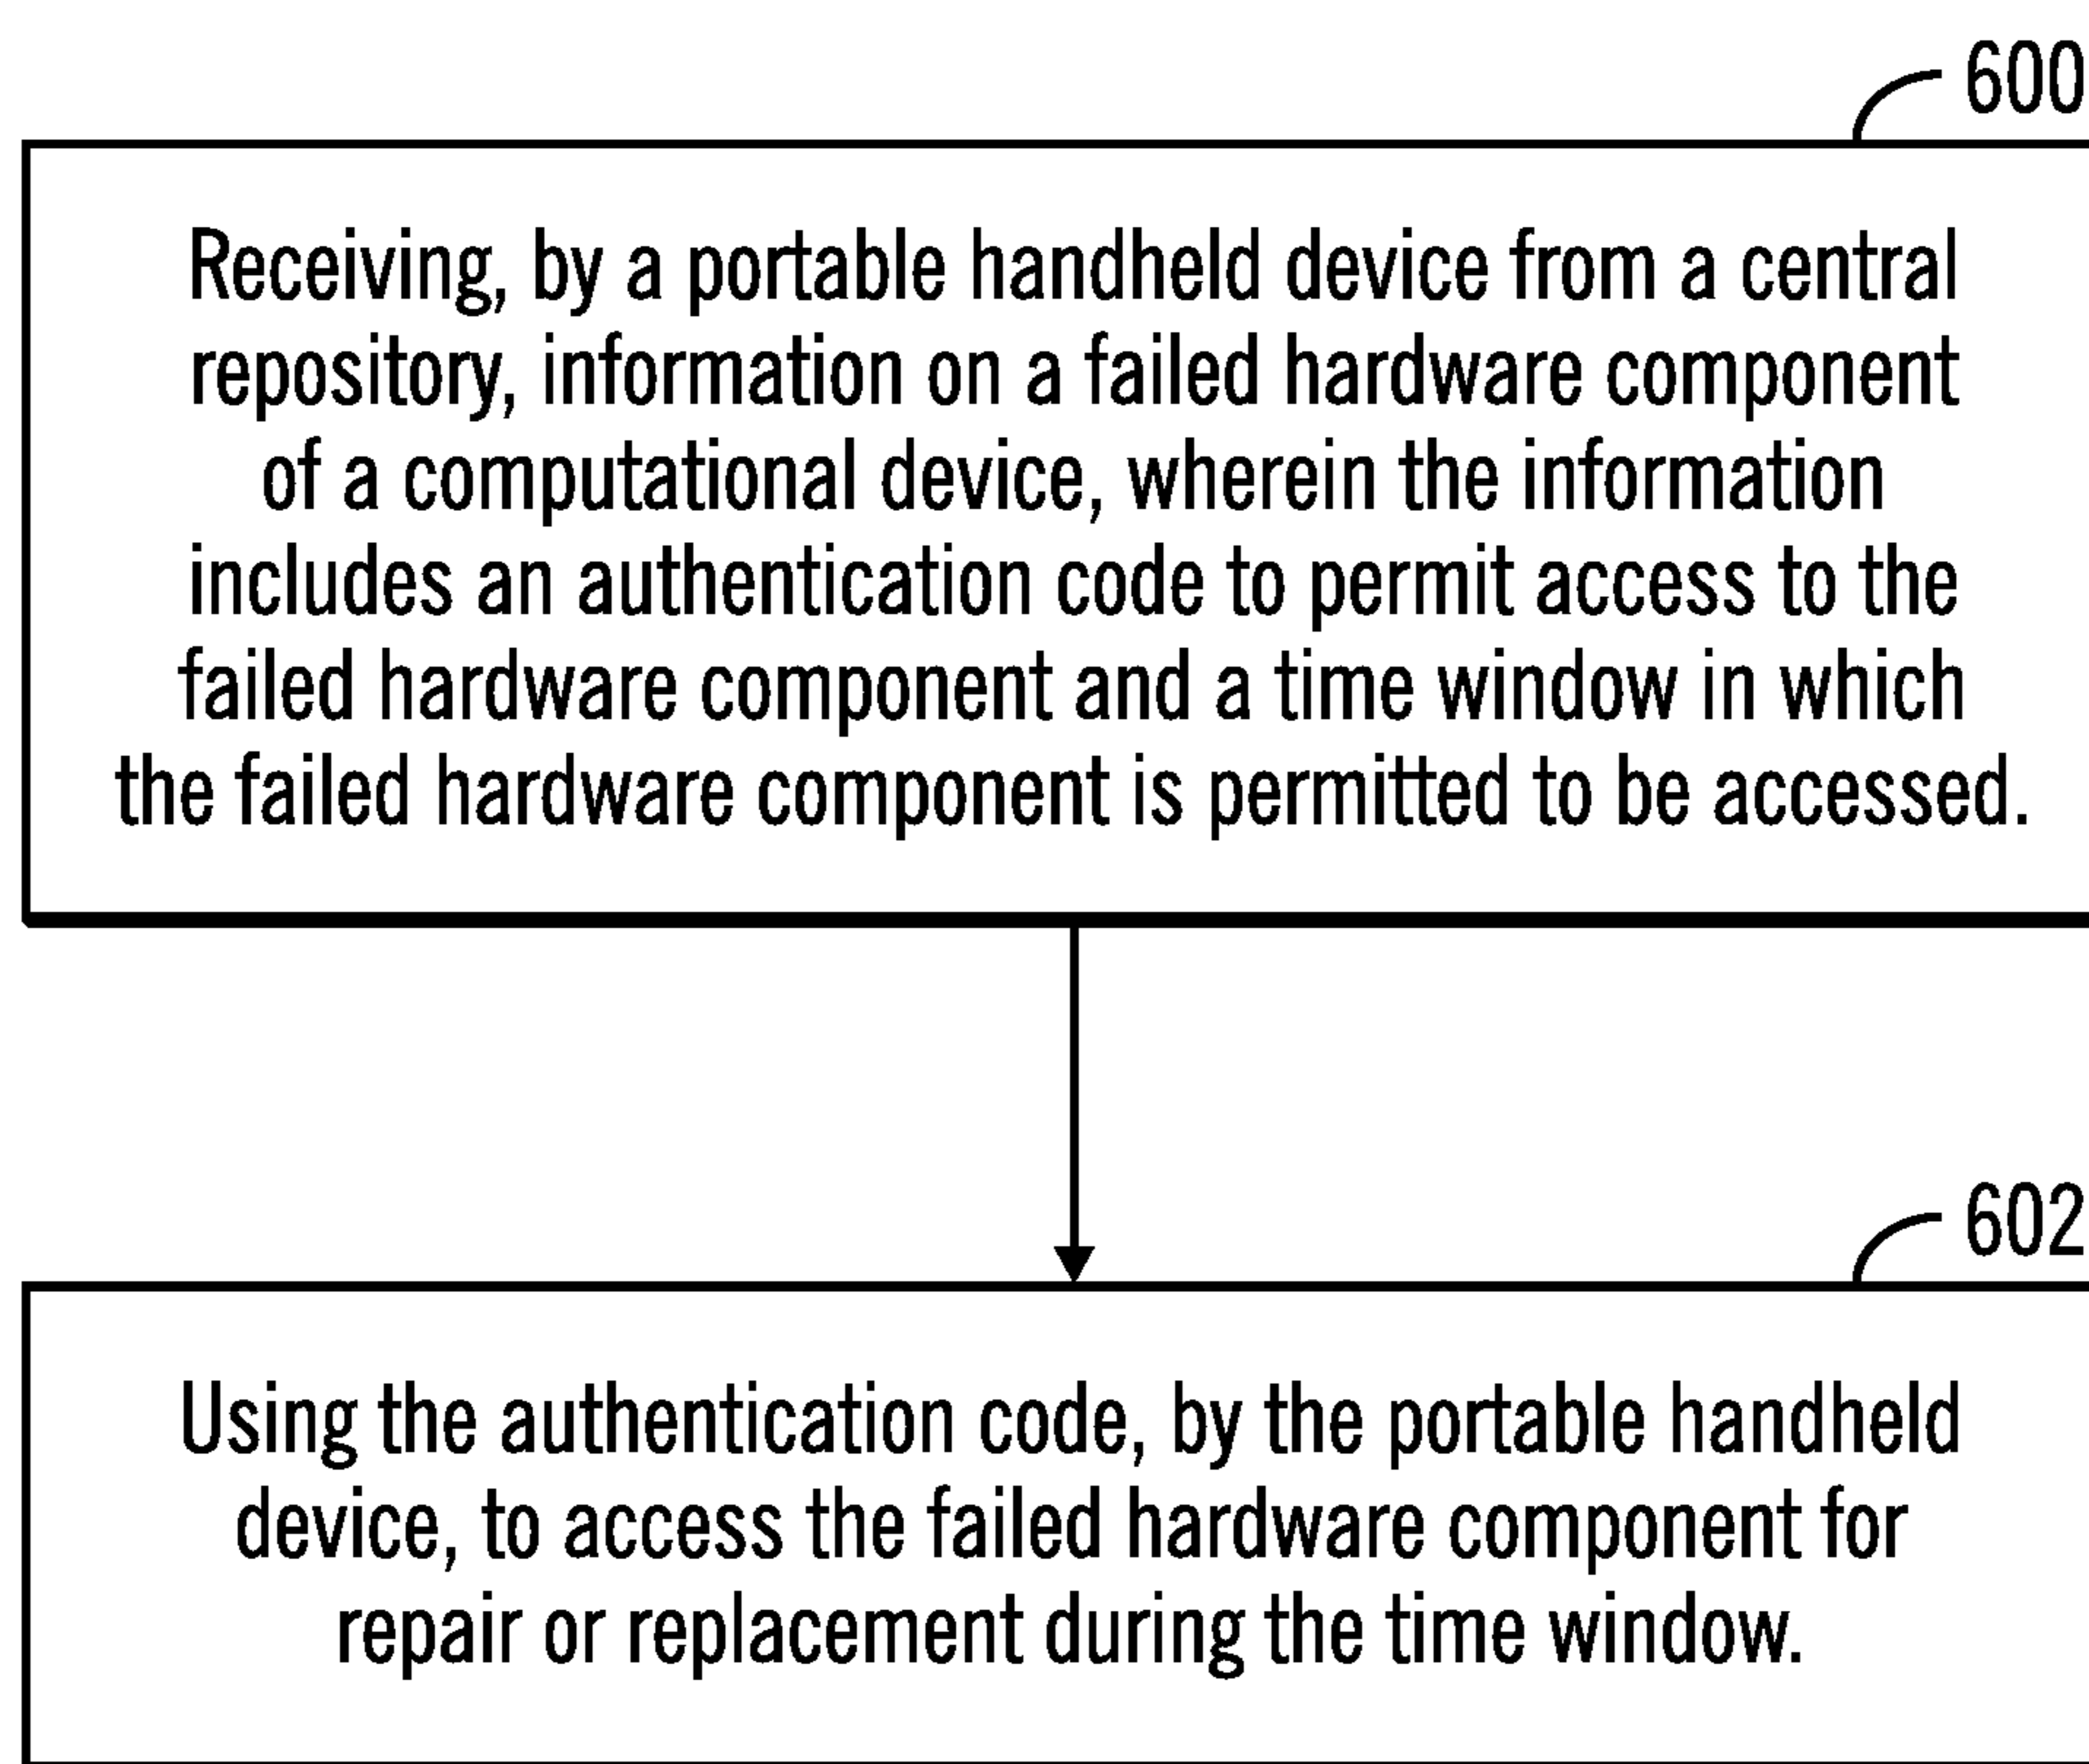 600
Receiving, by a portable handheld device from a central
repository, information on a failed hardware component
of a computational device, wherein the information
includes an authentication code to permit access to the
failed hardware component and a time window in which
the failed hardware component is permitted to be accessed.
602
Using the authentication code, by the portable handheld
device, to access the failed hardware component for
repair or replacement during the time window.